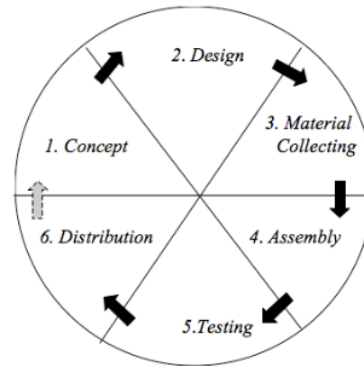 2. Design
3. Material
Collecting
1. Concept
6. Distribution
4. Assembly
5.Testing